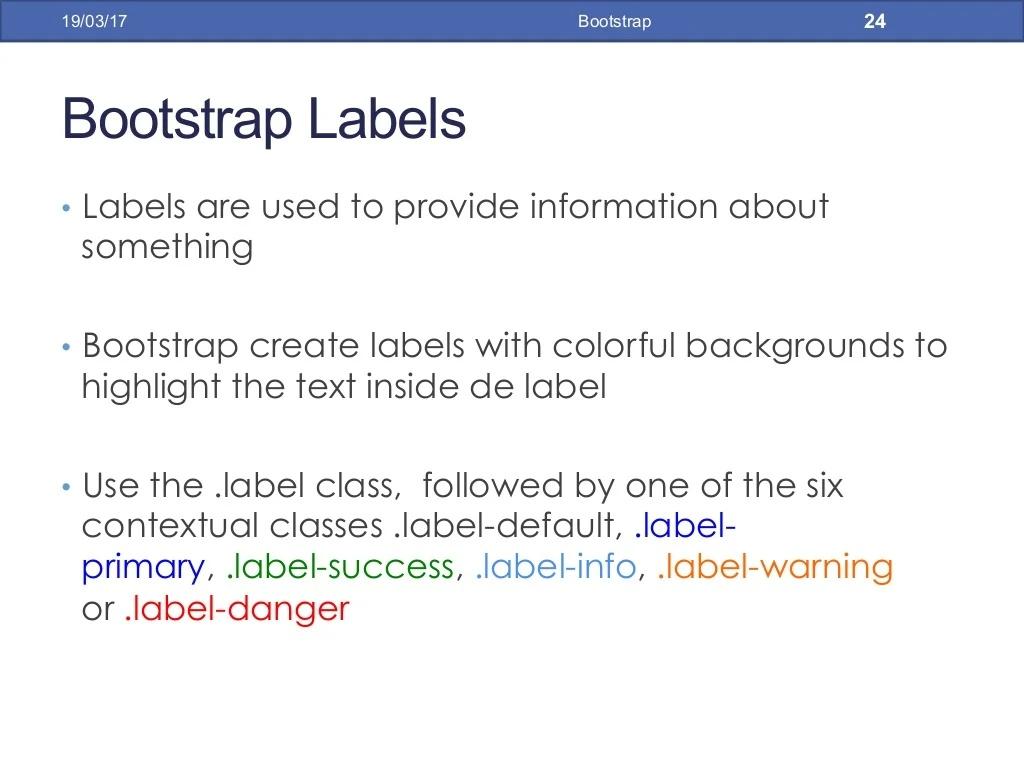 19/03/17 Bootstrap 24
Bootstrap Labels
• Labels are used to provide information about
something
• Bootstrap create labels with colorful backgrounds to
highlight the text inside de label
• Use the .label class,  followed by one of the six
contextual classes .label-default, .label-
primary, .label-success, .label-info, .label-warning
or .label-danger